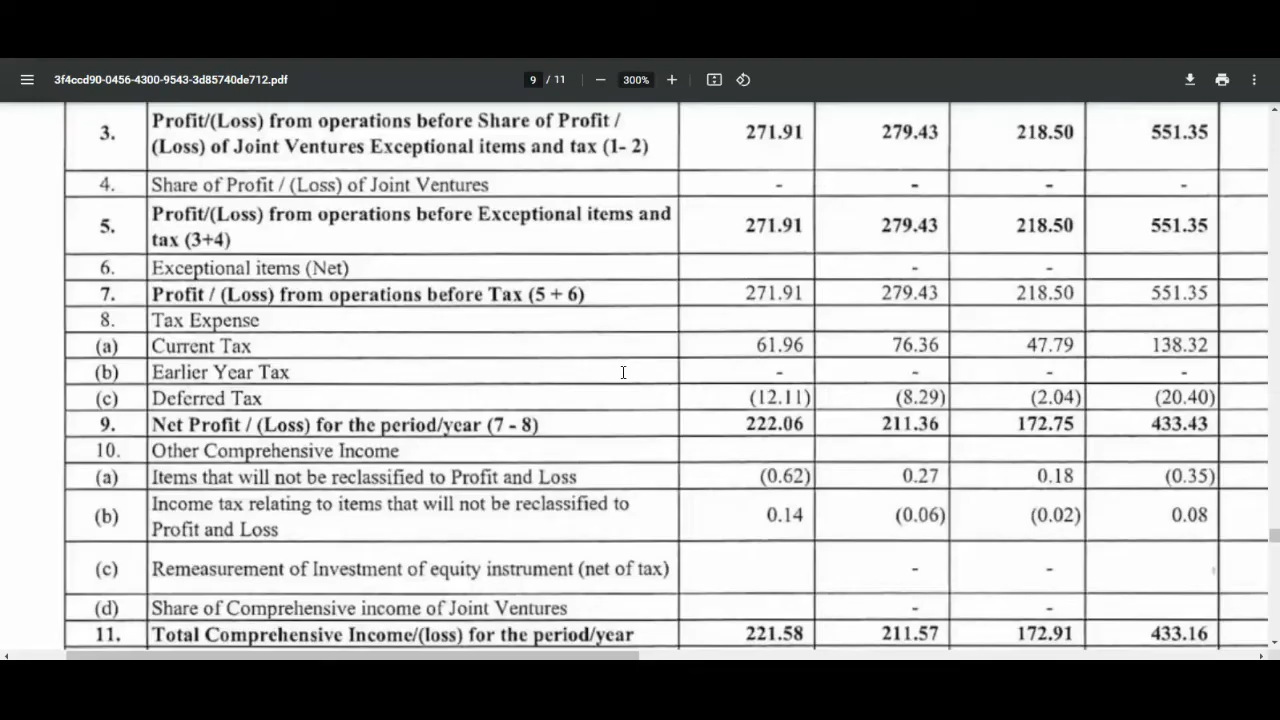 3f4ccd90-0456-4300-9543-3d85740de712.pdf 9 / 11 300%
3. Profit/(Loss) from operations before Share of Profit / (Loss) of Joint Ventures Exceptional items and tax (1- 2) 271.91 279.43 218.50 551.35
4. Share of Profit / (Loss) of Joint Ventures - - - -
5. Profit/(Loss) from operations before Exceptional items and tax (3+4) 271.91 279.43 218.50 551.35
6. Exceptional items (Net) - -
7. Profit / (Loss) from operations before Tax (5 + 6) 271.91 279.43 218.50 551.35
8. Tax Expense
(a) Current Tax 61.96 76.36 47.79 138.32
(b) Earlier Year Tax - - - -
(c) Deferred Tax (12.11) (8.29) (2.04) (20.40)
9. Net Profit / (Loss) for the period/year (7 - 8) 222.06 211.36 172.75 433.43
10. Other Comprehensive Income
(a) Items that will not be reclassified to Profit and Loss (0.62) 0.27 0.18 (0.35)
(b) Income tax relating to items that will not be reclassified to Profit and Loss 0.14 (0.06) (0.02) 0.08
(c) Remeasurement of Investment of equity instrument (net of tax) - -
(d) Share of Comprehensive income of Joint Ventures - -
11. Total Comprehensive Income/(loss) for the period/year 221.58 211.57 172.91 433.16